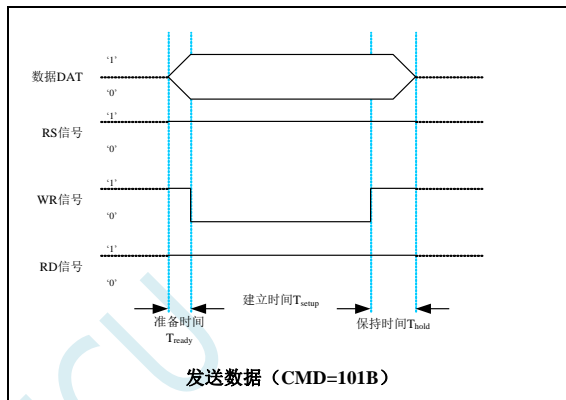 ‘1’
数据DAT
‘0’
‘1’
RS信号
‘0’
‘1’
WR信号
‘0’
‘1’
RD信号
‘0’
建立时间Tsetup
准备时间
Tready
保持时间Thold
发送数据（CMD=101B）